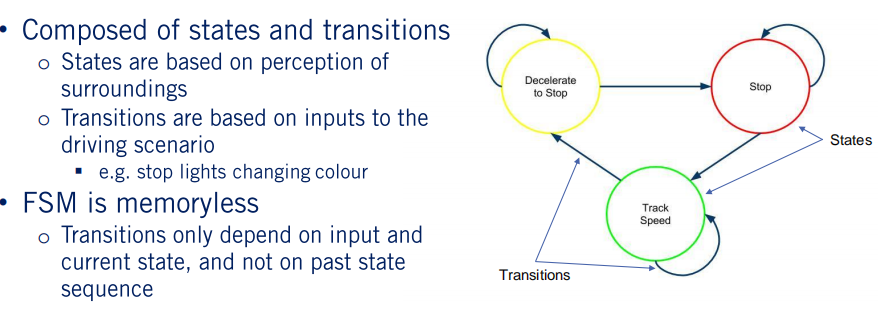 • Composed of states and transitions
o States are based on perception of
surroundings
o Transitions are based on inputs to the
driving scenario
▪ e.g. stop lights changing colour
• FSM is memoryless
o Transitions only depend on input and
current state, and not on past state
sequence
Decelerate
to Stop
Stop
States
Track
Speed
Transitions